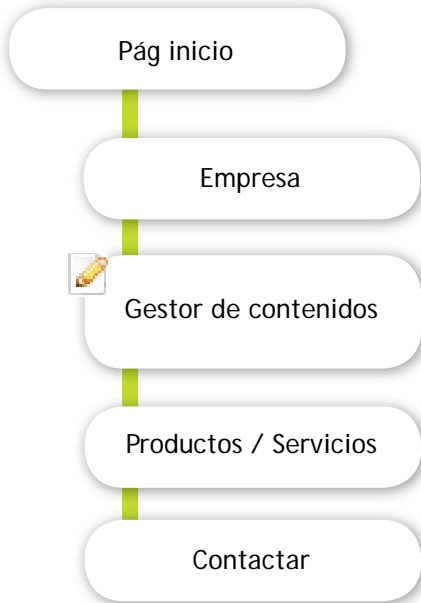 Pág inicio
Empresa
Gestor de contenidos
Productos / Servicios
Contactar